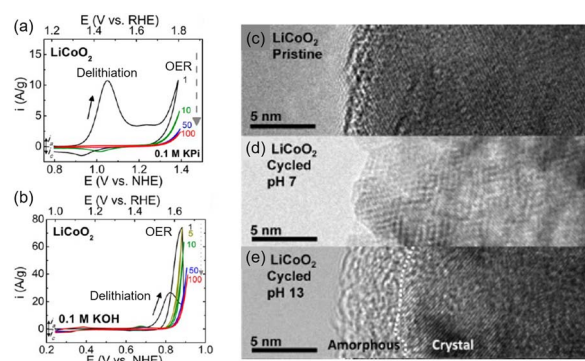 (a)
E (V vs. RHE)
1.2 1.4 1.6 1.8
LiCoO2
OER
Delithiation
1
10
50
100
0.1 M KPi
i (A/g)
15
10
5
0
0.8 1.0 1.2 1.4
E (V vs. NHE)
(b)
E (V vs. RHE)
1.0 1.2 1.4 1.6
LiCoO2
OER
1
5
10
50
100
Delithiation
0.1 M KOH
i (A/g)
80
60
40
20
0
0.2 0.4 0.6 0.8 1.0
E (V vs. NHE)
(c) LiCoO2
Pristine
5 nm
(d) LiCoO2
Cycled
pH 7
5 nm
(e) LiCoO2
Cycled
pH 13
5 nm
Amorphous Crystal